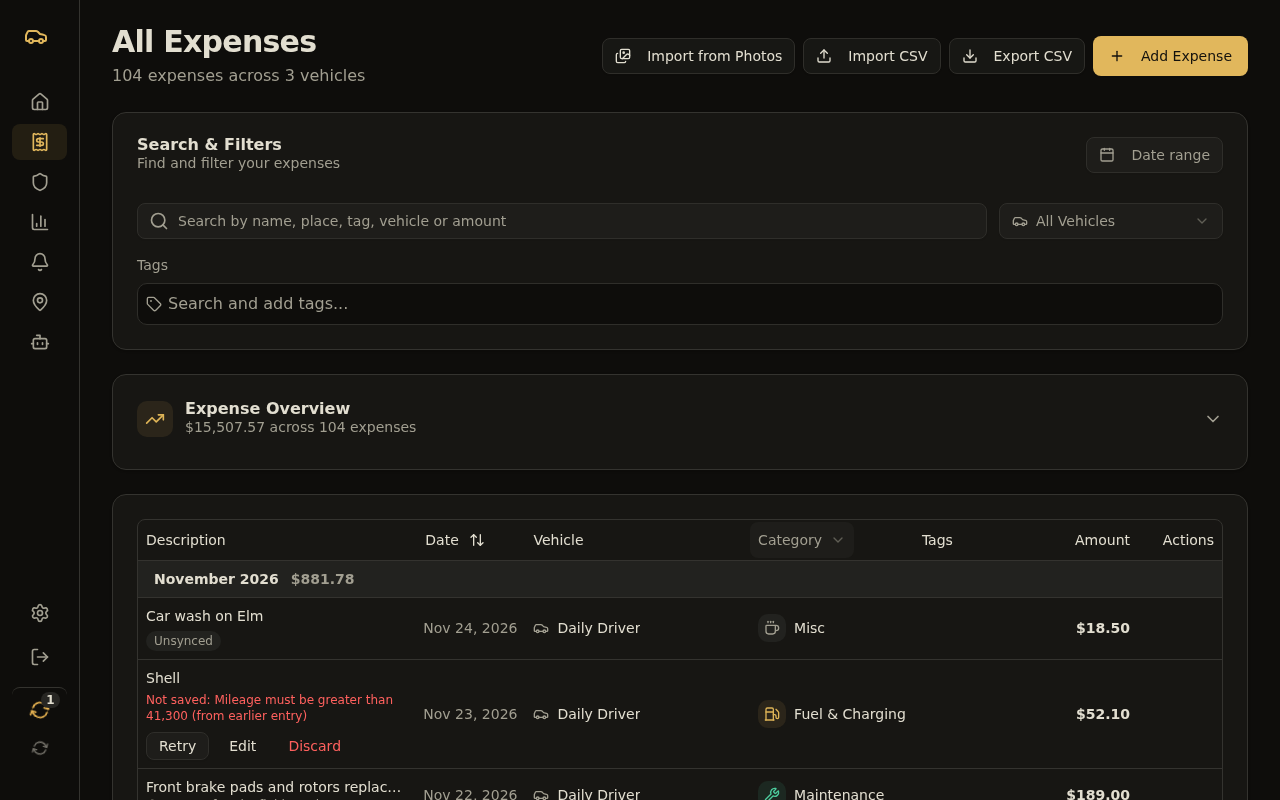 All Expenses
104 expenses across 3 vehicles
Import from Photos
Import CSV
Export CSV
Add Expense
Search & Filters
Find and filter your expenses
Date range
Search by name, place, tag, vehicle or amount
All Vehicles
Tags
Search and add tags...
Expense Overview
$15,507.57 across 104 expenses
Description Date Vehicle Category Tags Amount Actions
November 2026 $881.78
Car wash on Elm
Unsynced
Nov 24, 2026 Daily Driver Misc $18.50
Shell
Not saved: Mileage must be greater than
41,300 (from earlier entry)
Nov 23, 2026 Daily Driver Fuel & Charging $52.10
Retry Edit Discard
1
Front brake pads and rotors replac...
Nov 22, 2026 Daily Driver Maintenance $189.00